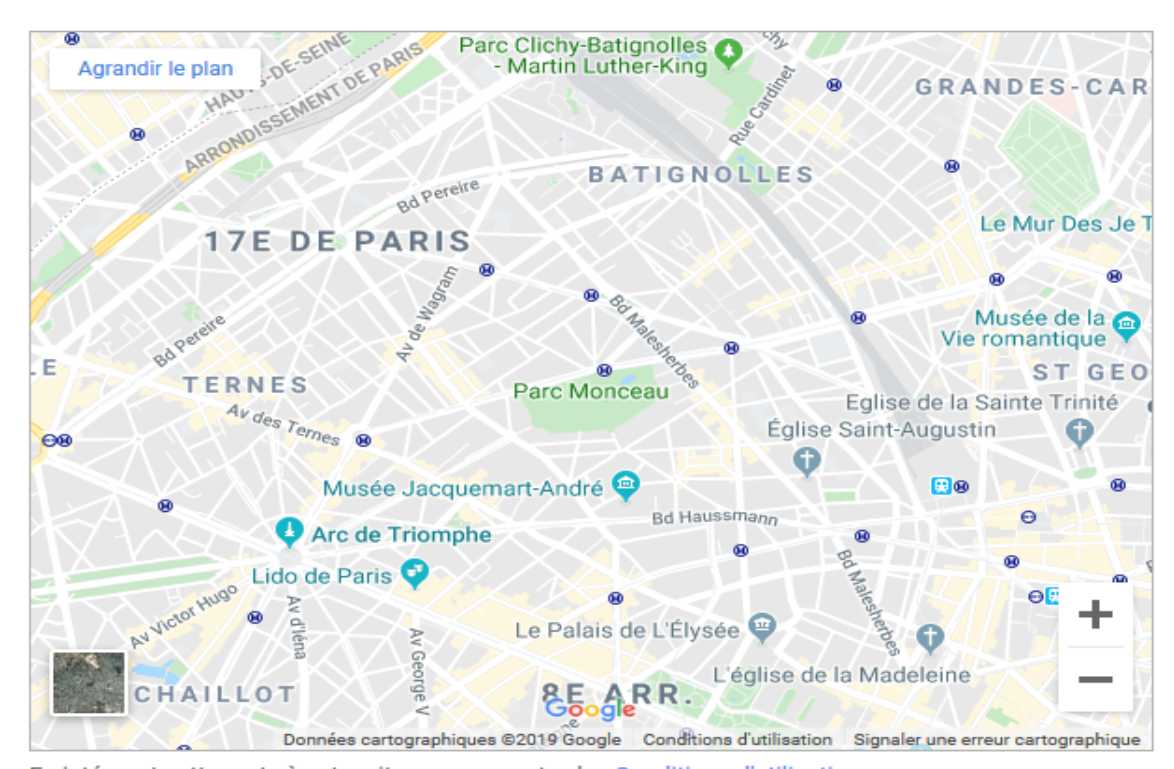 Agrandir le plan
HAUTS-DE-SEINE
ARRONDISSEMENT DE PARIS
Parc Clichy-Batignolles
- Martin Luther-King
chy
Rue Cardinet
GRANDES-CAR
BATIGNOLLES
Bd Pereire
17E DE PARIS
Le Mur Des Je T
Av de Wagram
Bd Malesherbes
Bd Pereire
Musée de la
Vie romantique
LE
TERNES
ST GEO
Parc Monceau
Av des Ternes
Eglise de la Sainte Trinité
Église Saint-Augustin
Musée Jacquemart-André
Bd Haussmann
Arc de Triomphe
Lido de Paris
Bd Malesherbes
Av Victor Hugo
Av d'Iéna
Av George V
Le Palais de L'Élysée
L'église de la Madeleine
CHAILLOT
8E ARR.
Google
Données cartographiques ©2019 Google
Conditions d'utilisation
Signaler une erreur cartographique